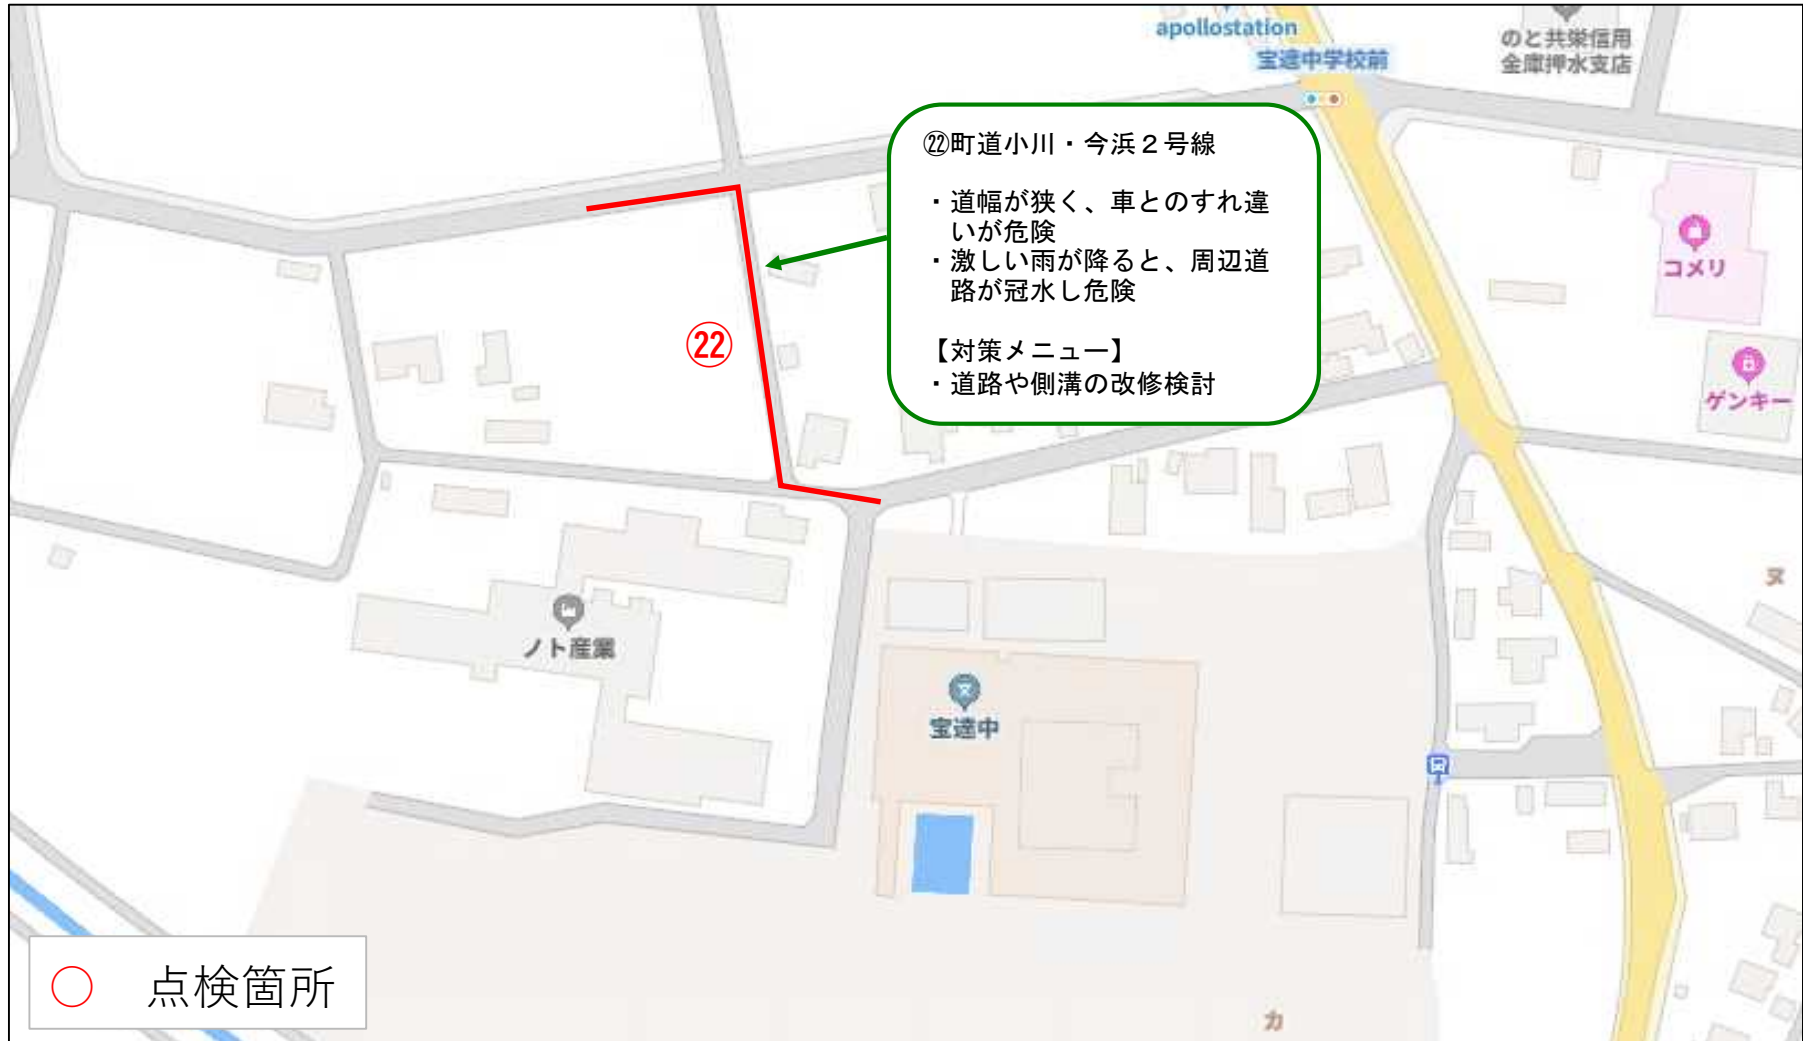 apollostation
宝達中学校前
のと共栄信用
金庫押水支店
㉒町道小川・今浜２号線
・道幅が狭く、車とのすれ違
いが危険
・激しい雨が降ると、周辺道
路が冠水し危険
【対策メニュー】
・道路や側溝の改修検討
コメリ
ゲンキー
㉒
ヌ
ノト産業
宝達中
カ
○ 点検箇所